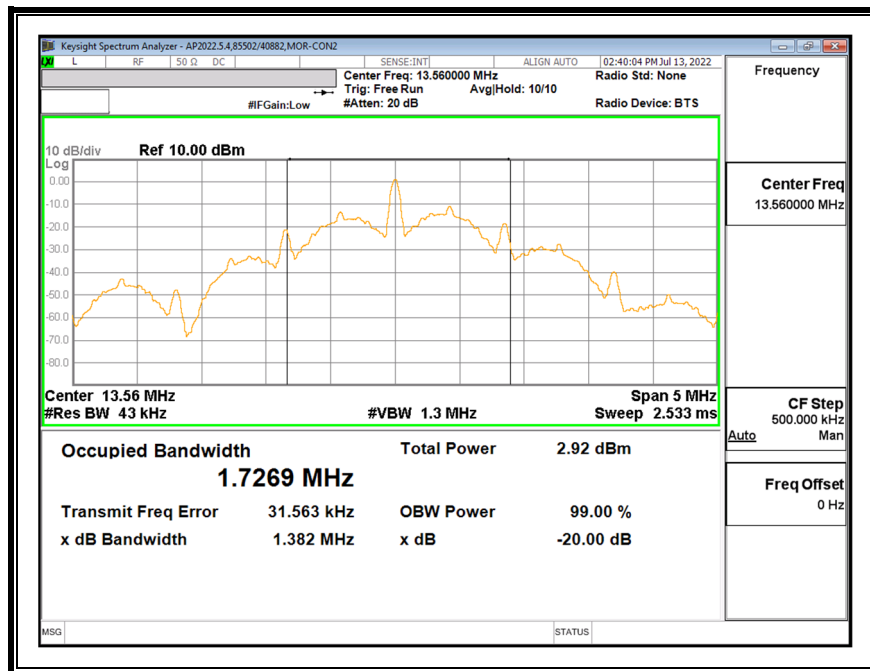 Keysight Spectrum Analyzer - AP2022.5.4,85502/40882,MOR-CON2
LXI L RF 50 Ω DC SENSE:INT ALIGN AUTO 02:40:04 PM Jul 13, 2022
Center Freq: 13.560000 MHz Radio Std: None
Trig: Free Run Avg|Hold: 10/10
#IFGain:Low #Atten: 20 dB Radio Device: BTS
10 dB/div Ref 10.00 dBm
Log
0.00
-10.0
-20.0
-30.0
-40.0
-50.0
-60.0
-70.0
-80.0
Center 13.56 MHz Span 5 MHz
#Res BW 43 kHz #VBW 1.3 MHz Sweep 2.533 ms
Occupied Bandwidth Total Power 2.92 dBm
1.7269 MHz
Transmit Freq Error 31.563 kHz OBW Power 99.00 %
x dB Bandwidth 1.382 MHz x dB -20.00 dB
MSG STATUS
Frequency
Center Freq
13.560000 MHz
CF Step
500.000 kHz
Auto Man
Freq Offset
0 Hz